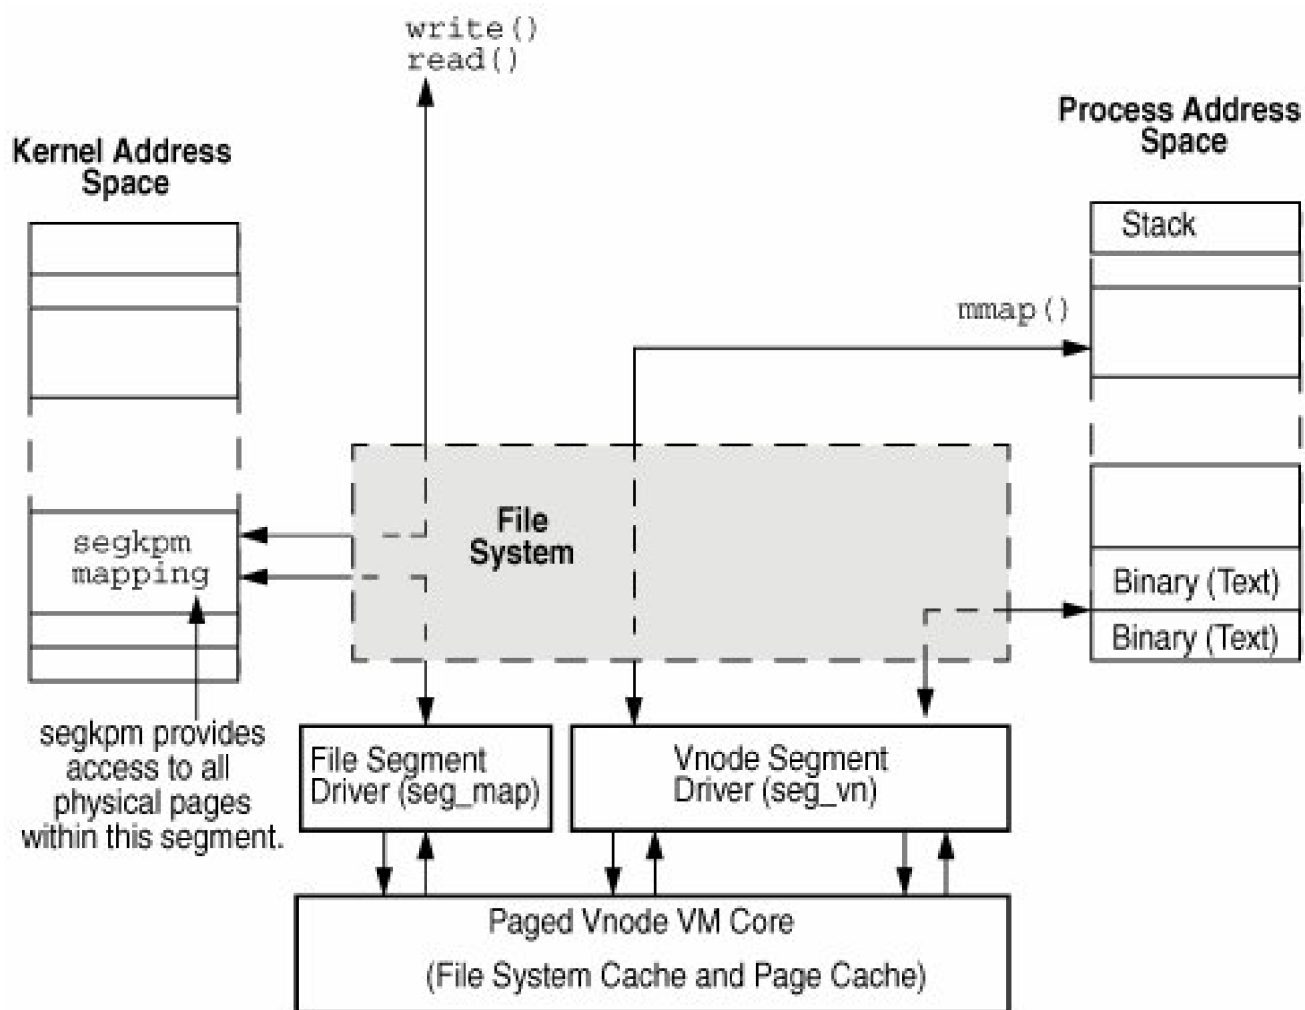 write()
read()
Kernel Address
Space
Process Address
Space
Stack
mmap()
File
System
segkpm
mapping
Binary (Text)
Binary (Text)
segkpm provides
access to all
physical pages
within this segment.
File Segment
Driver (seg_map)
Vnode Segment
Driver (seg_vn)
Paged Vnode VM Core
(File System Cache and Page Cache)